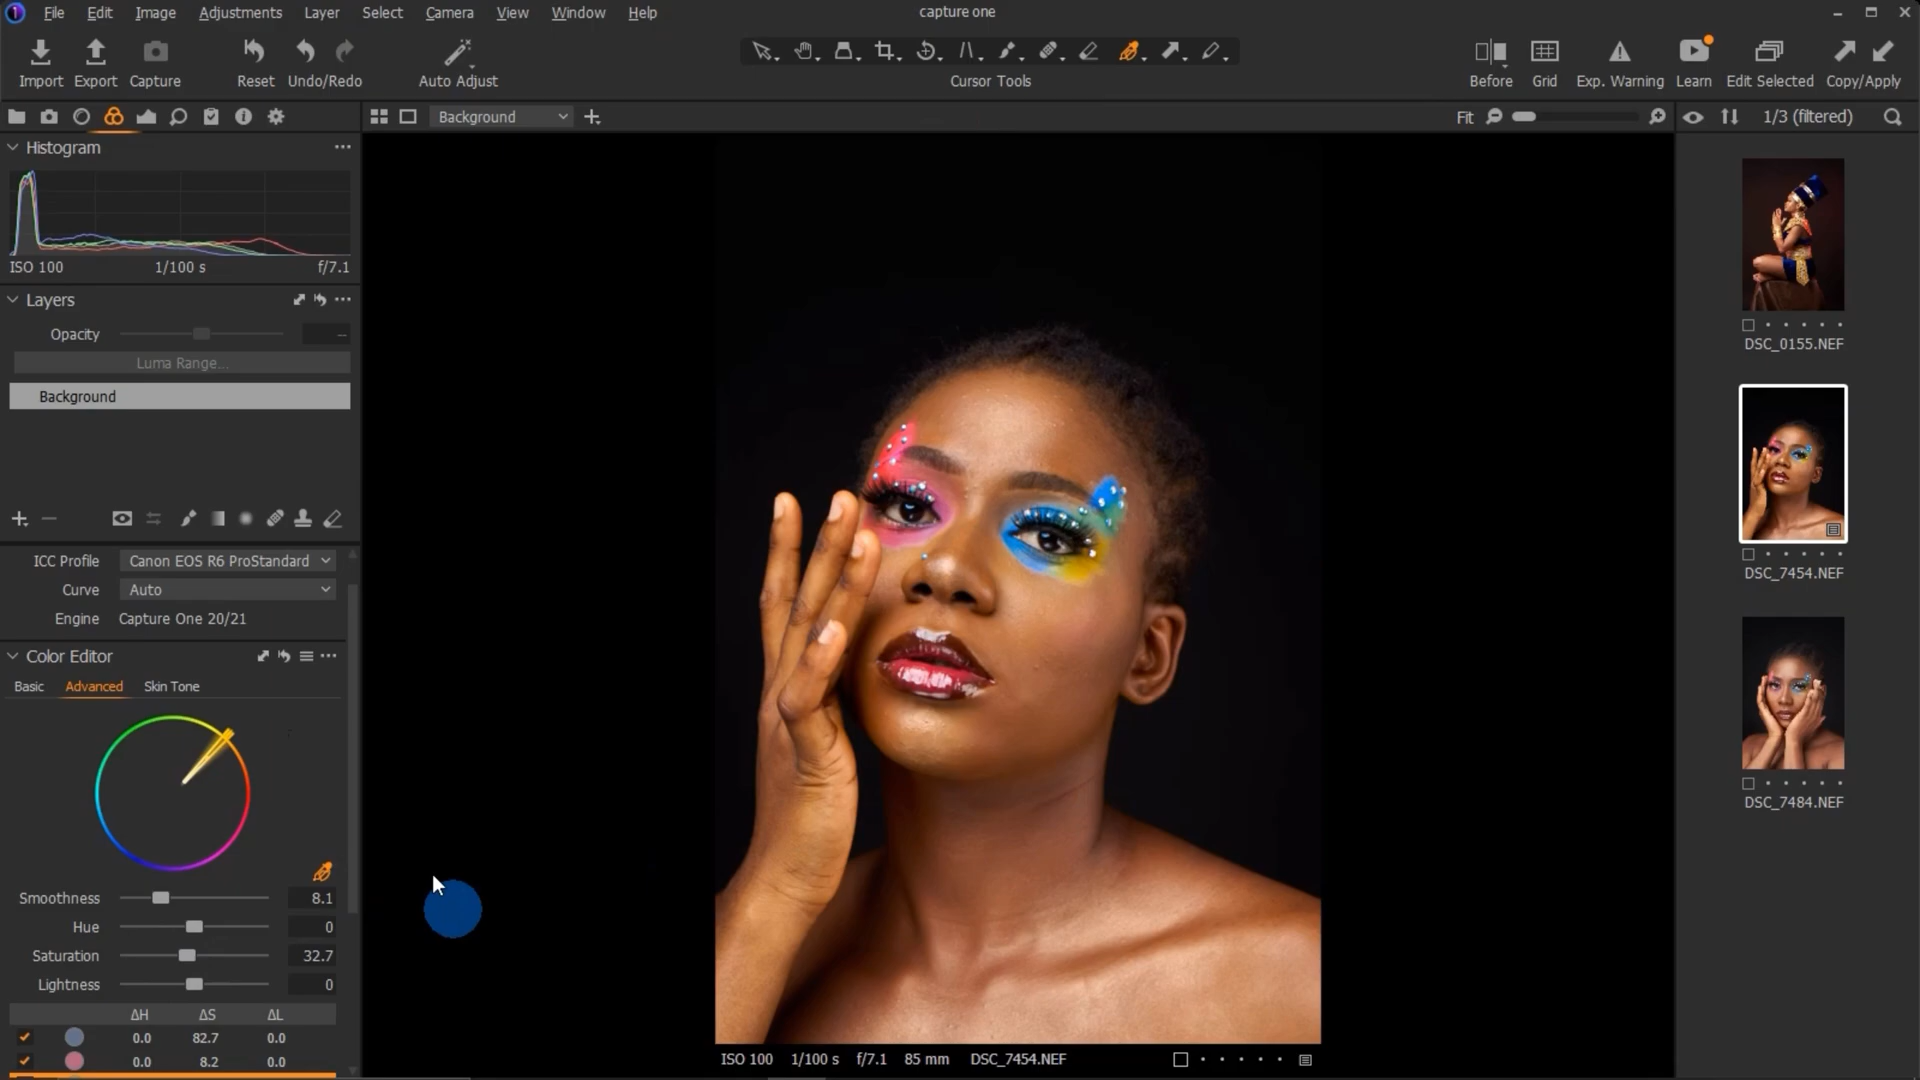 File Edit Image Adjustments Layer Select Camera View Window Help
capture one
Import Export Capture Reset Undo/Redo Auto Adjust
Cursor Tools
Before Grid Exp. Warning Learn Edit Selected Copy/Apply
Background
Fit
1/3 (filtered)
Histogram
ISO 100 1/100 s f/7.1
Layers
Opacity
Luma Range...
Background
ICC Profile Canon EOS R6 ProStandard
Curve Auto
Engine Capture One 20/21
Color Editor
Basic Advanced Skin Tone
Smoothness 8.1
Hue 0
Saturation 32.7
Lightness 0
ΔH ΔS ΔL
0.0 82.7 0.0
0.0 8.2 0.0
ISO 100 1/100 s f/7.1 85 mm DSC_7454.NEF
DSC_0155.NEF
DSC_7454.NEF
DSC_7484.NEF